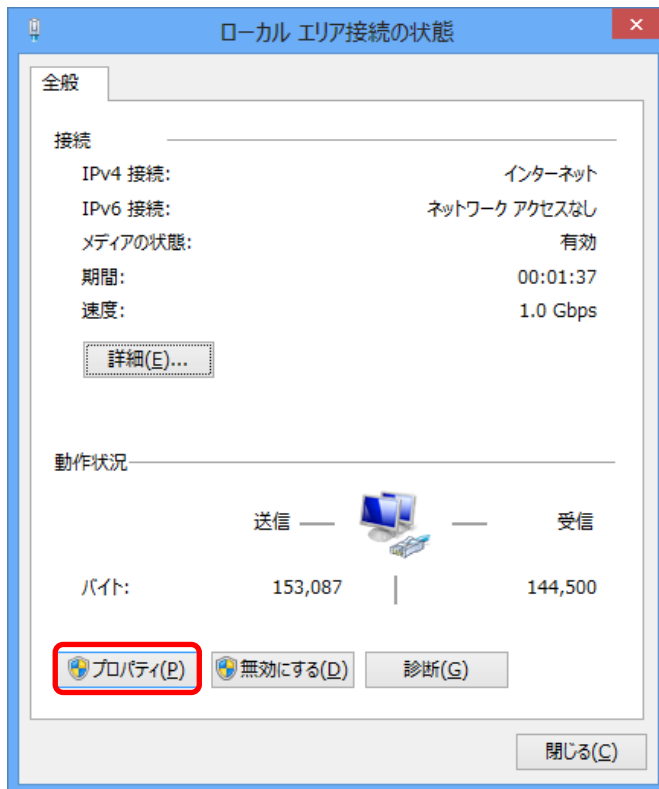 ローカル エリア接続の状態
全般
接続
IPv4 接続: インターネット
IPv6 接続: ネットワーク アクセスなし
メディアの状態: 有効
期間: 00:01:37
速度: 1.0 Gbps
詳細(E)...
動作状況
送信 受信
バイト: 153,087 144,500
プロパティ(P) 無効にする(D) 診断(G)
閉じる(C)